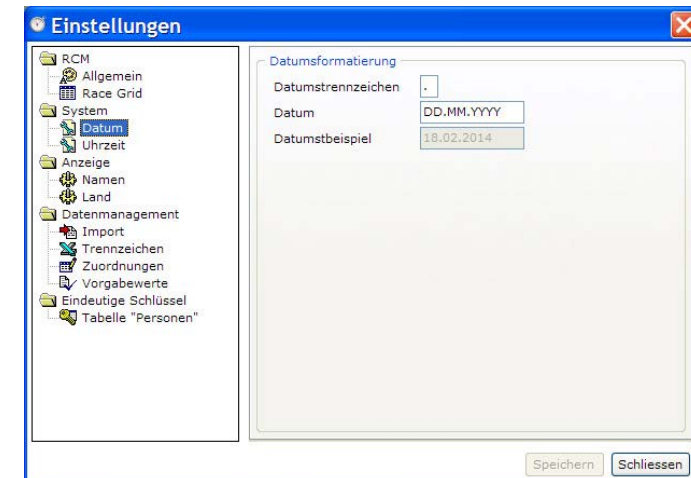 Einstellungen
RCM
Allgemein
Race Grid
System
Datum
Uhrzeit
Anzeige
Namen
Land
Datenmanagement
Import
Trennzeichen
Zuordnungen
Vorgabewerte
Eindeutige Schlüssel
Tabelle "Personen"
Datumsformatierung
Datumstrennzeichen .
Datum DD.MM.YYYY
Datumstbeispiel 18.02.2014
Speichern Schliessen